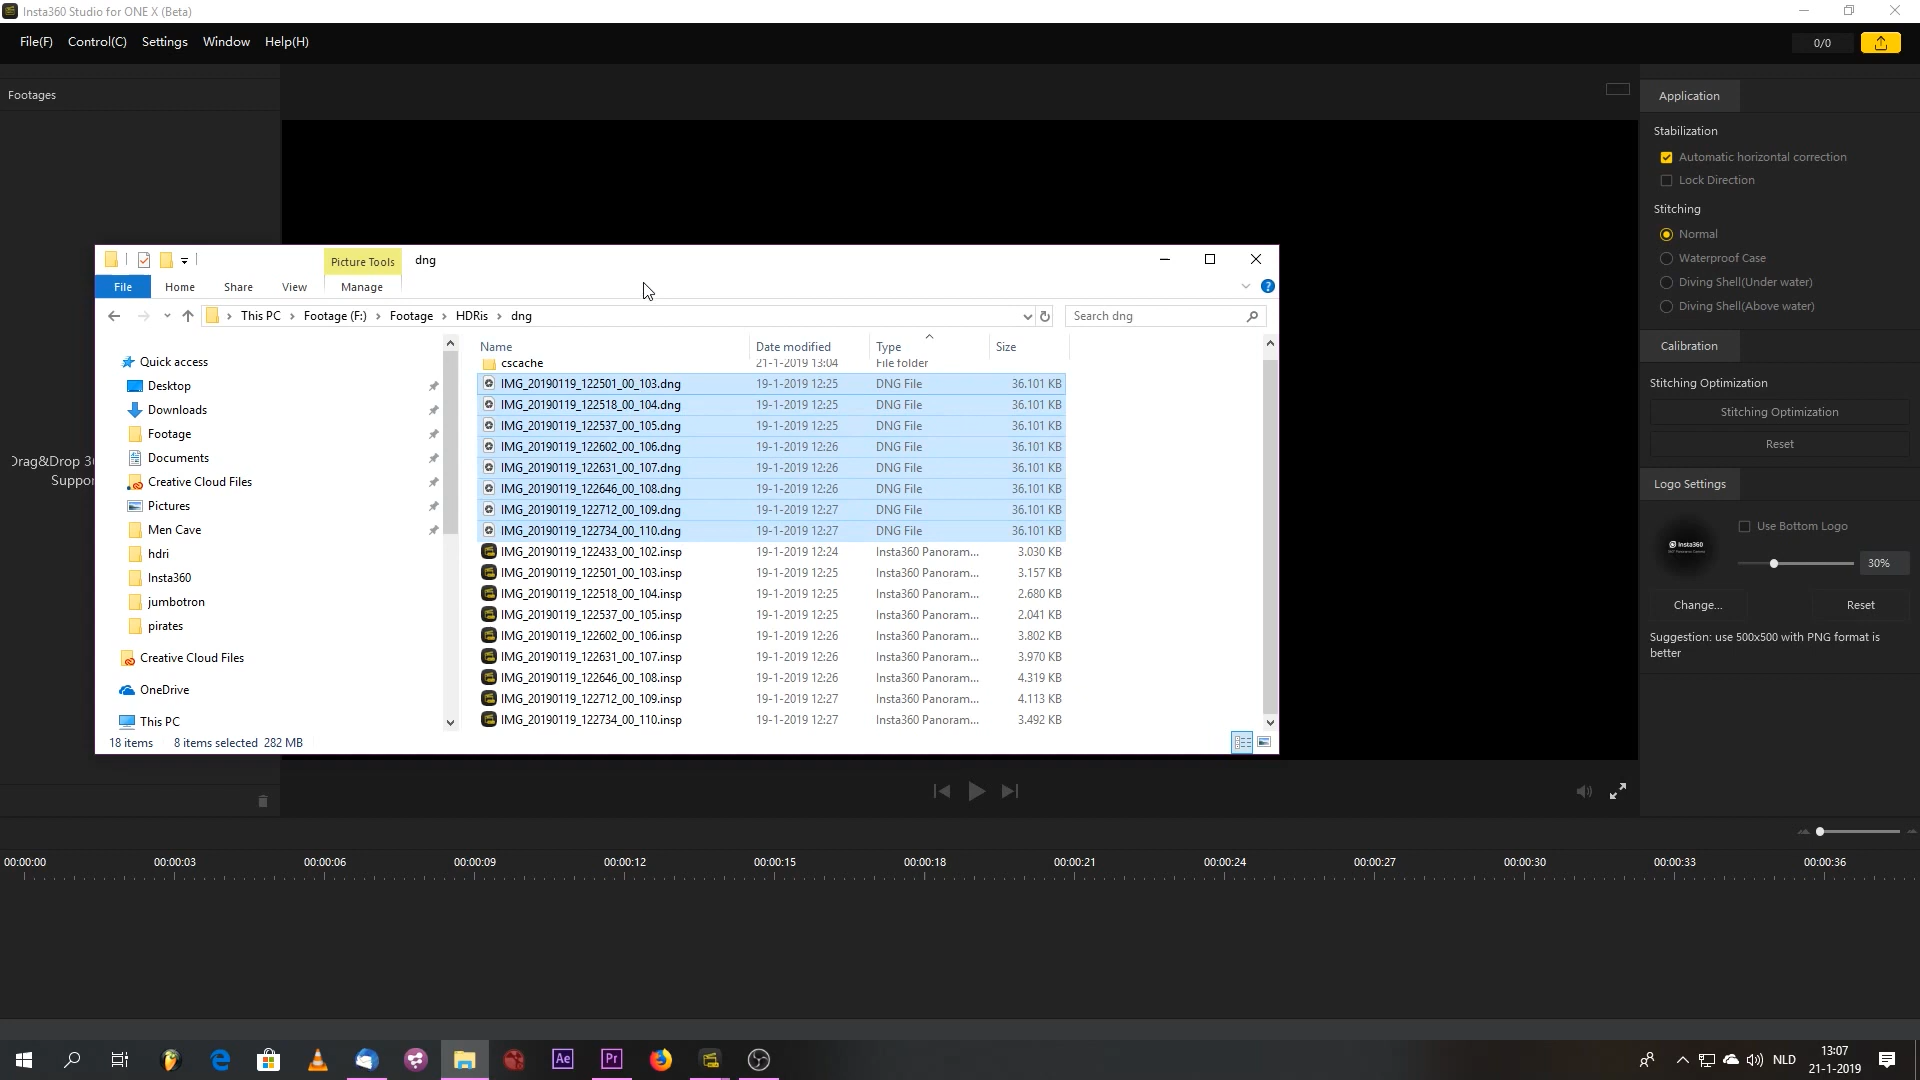 Insta360 Studio for ONE X (Beta)
File(F) Control(C) Settings Window Help(H)
0/0
Footages
Application
Stabilization
Automatic horizontal correction
Lock Direction
Stitching
Normal
Waterproof Case
Diving Shell(Under water)
Diving Shell(Above water)
Calibration
Stitching Optimization
Stitching Optimization
Reset
Logo Settings
Insta360
Use Bottom Logo
30%
Change...
Reset
Suggestion: use 500x500 with PNG format is
better
Drag&Drop
Suppor
Picture Tools
dng
File Home Share View Manage
This PC Footage (F:) Footage HDRis dng
Search dng
Quick access
Desktop
Downloads
Footage
Documents
Creative Cloud Files
Pictures
Men Cave
hdri
Insta360
jumbotron
pirates
Creative Cloud Files
OneDrive
This PC
Name Date modified Type Size
cscache 21-1-2019 13:04 File folder
IMG_20190119_122501_00_103.dng 19-1-2019 12:25 DNG File 36.101 KB
IMG_20190119_122518_00_104.dng 19-1-2019 12:25 DNG File 36.101 KB
IMG_20190119_122537_00_105.dng 19-1-2019 12:25 DNG File 36.101 KB
IMG_20190119_122602_00_106.dng 19-1-2019 12:26 DNG File 36.101 KB
IMG_20190119_122631_00_107.dng 19-1-2019 12:26 DNG File 36.101 KB
IMG_20190119_122646_00_108.dng 19-1-2019 12:26 DNG File 36.101 KB
IMG_20190119_122712_00_109.dng 19-1-2019 12:27 DNG File 36.101 KB
IMG_20190119_122734_00_110.dng 19-1-2019 12:27 DNG File 36.101 KB
IMG_20190119_122433_00_102.insp 19-1-2019 12:24 Insta360 Panoram... 3.030 KB
IMG_20190119_122501_00_103.insp 19-1-2019 12:25 Insta360 Panoram... 3.157 KB
IMG_20190119_122518_00_104.insp 19-1-2019 12:25 Insta360 Panoram... 2.680 KB
IMG_20190119_122537_00_105.insp 19-1-2019 12:25 Insta360 Panoram... 2.041 KB
IMG_20190119_122602_00_106.insp 19-1-2019 12:26 Insta360 Panoram... 3.802 KB
IMG_20190119_122631_00_107.insp 19-1-2019 12:26 Insta360 Panoram... 3.970 KB
IMG_20190119_122646_00_108.insp 19-1-2019 12:26 Insta360 Panoram... 4.319 KB
IMG_20190119_122712_00_109.insp 19-1-2019 12:27 Insta360 Panoram... 4.113 KB
IMG_20190119_122734_00_110.insp 19-1-2019 12:27 Insta360 Panoram... 3.492 KB
18 items 8 items selected 282 MB
00:00:00 00:00:03 00:00:06 00:00:09 00:00:12 00:00:15 00:00:18 00:00:21 00:00:24 00:00:27 00:00:30 00:00:33 00:00:36
Ae Pr
NLD
13:07
21-1-2019